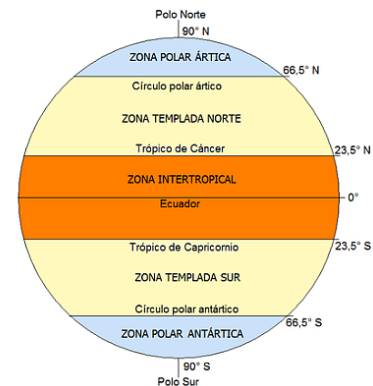 Polo Norte
90° N
ZONA POLAR ÁRTICA
66,5° N
Círculo polar ártico
ZONA TEMPLADA NORTE
Trópico de Cáncer
23,5° N
ZONA INTERTROPICAL
0°
Ecuador
Trópico de Capricornio
23,5° S
ZONA TEMPLADA SUR
Círculo polar antártico
66,5° S
ZONA POLAR ANTÁRTICA
90° S
Polo Sur